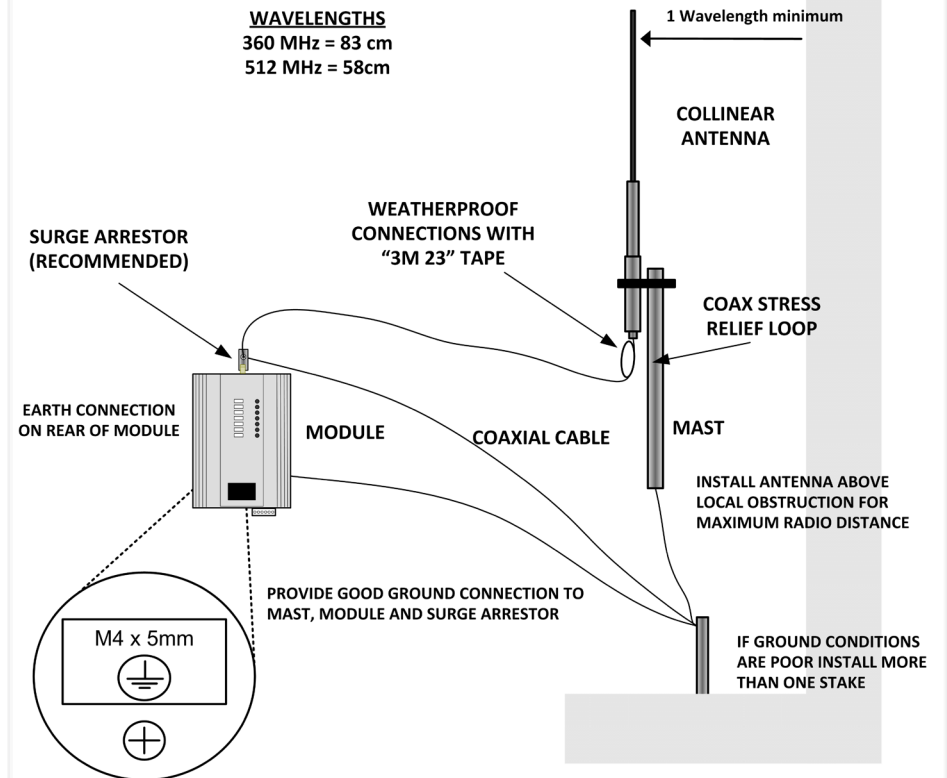 WAVELENGTHS
360 MHz = 83 cm
512 MHz = 58cm
1 Wavelength minimum
COLLINEAR
ANTENNA
WEATHERPROOF
CONNECTIONS WITH
“3M 23” TAPE
SURGE ARRESTOR
(RECOMMENDED)
COAX STRESS
RELIEF LOOP
EARTH CONNECTION
ON REAR OF MODULE
MODULE
COAXIAL CABLE
MAST
INSTALL ANTENNA ABOVE
LOCAL OBSTRUCTION FOR
MAXIMUM RADIO DISTANCE
PROVIDE GOOD GROUND CONNECTION TO
MAST, MODULE AND SURGE ARRESTOR
M4 x 5mm
IF GROUND CONDITIONS
ARE POOR INSTALL MORE
THAN ONE STAKE